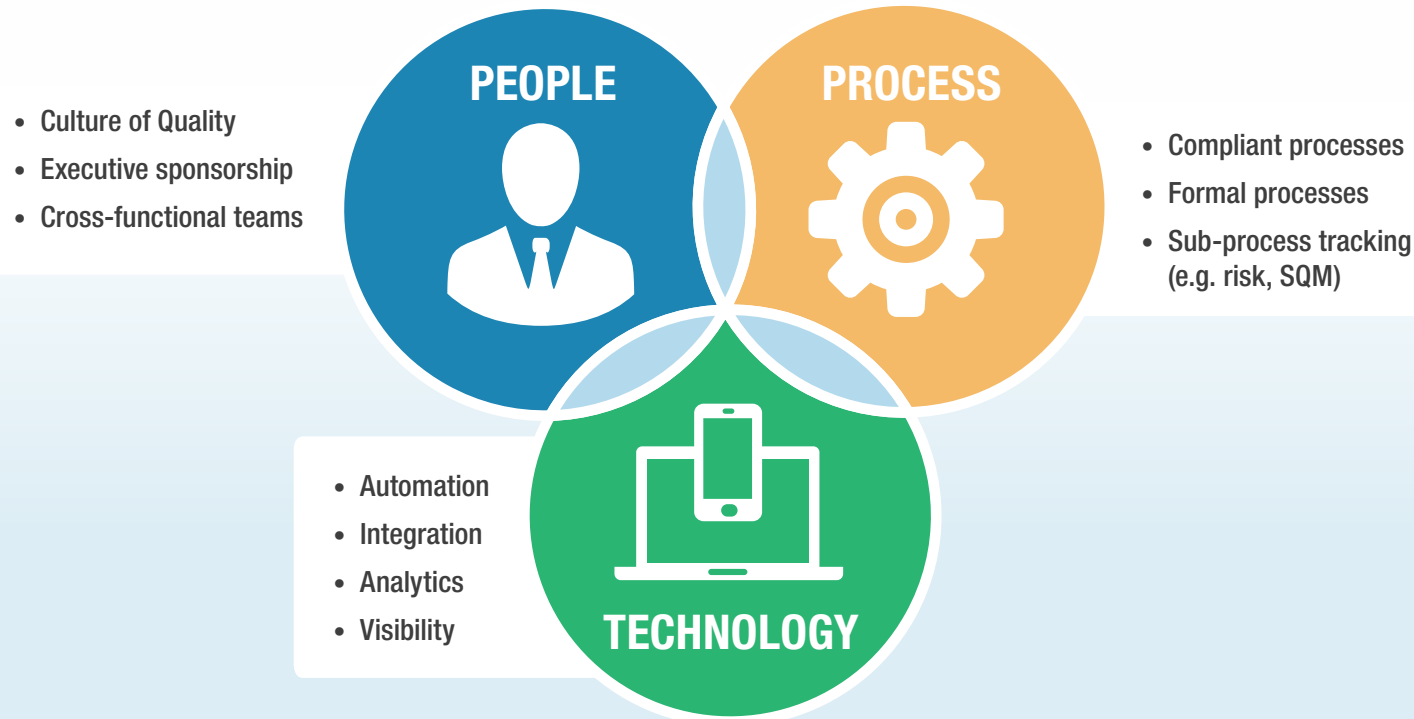 PEOPLE
• Culture of Quality
• Executive sponsorship
• Cross-functional teams
PROCESS
• Compliant processes
• Formal processes
• Sub-process tracking
(e.g. risk, SQM)
• Automation
• Integration
• Analytics
• Visibility
TECHNOLOGY